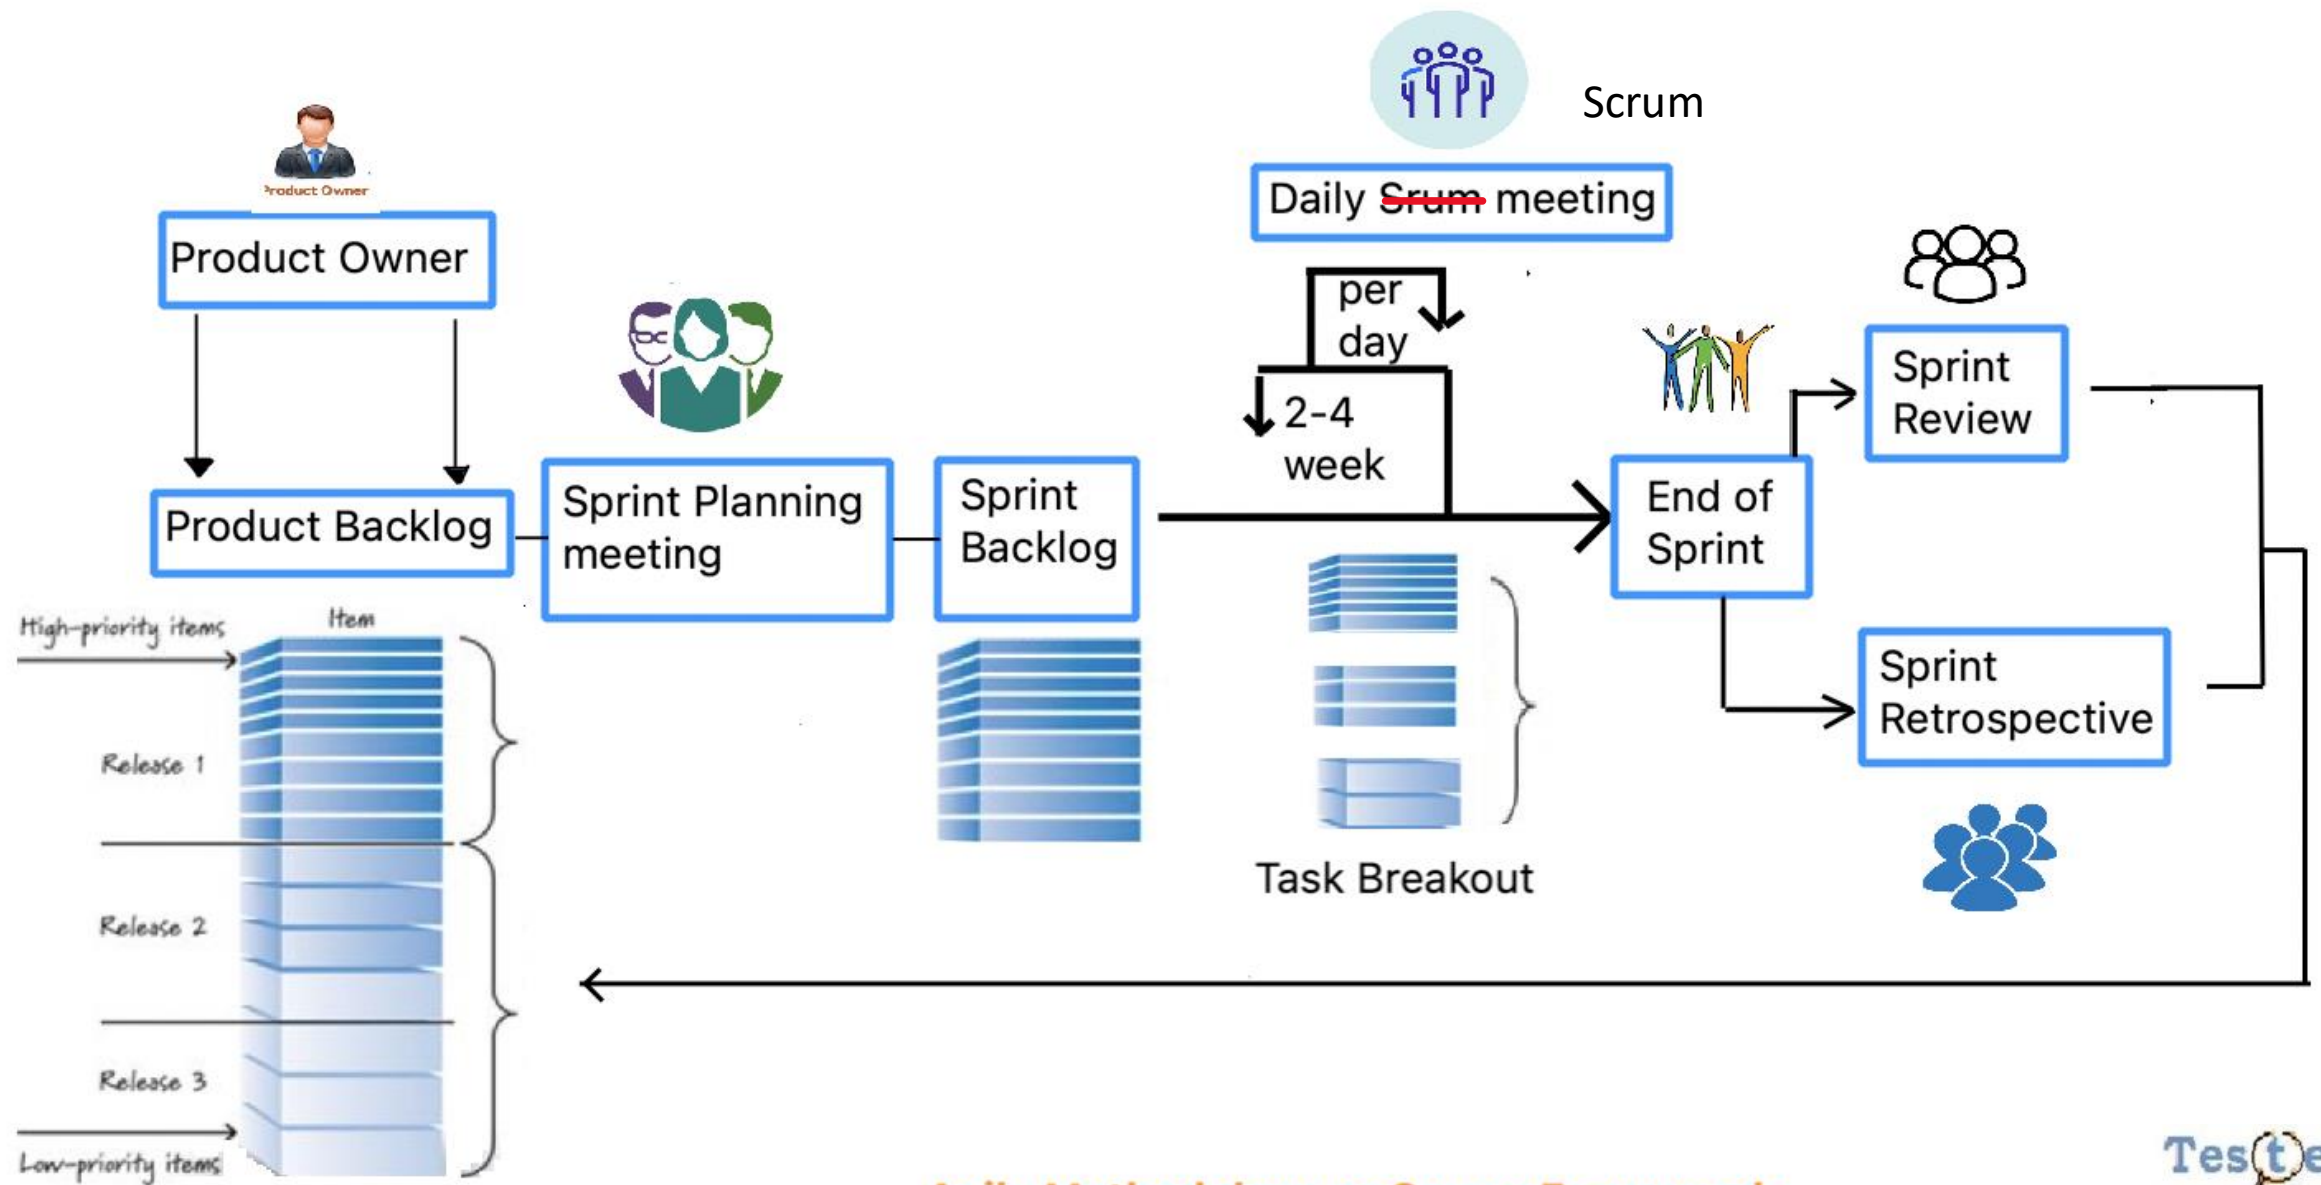 Scrum
Product Owner
Daily Srum meeting
Product Owner
per
day
Sprint
Review
2-4
week
Sprint Planning
meeting
Sprint
Backlog
End of
Sprint
Product Backlog
High-priority items
Item
Sprint
Retrospective
Release 1
Task Breakout
Release 2
Release 3
Low-priority items